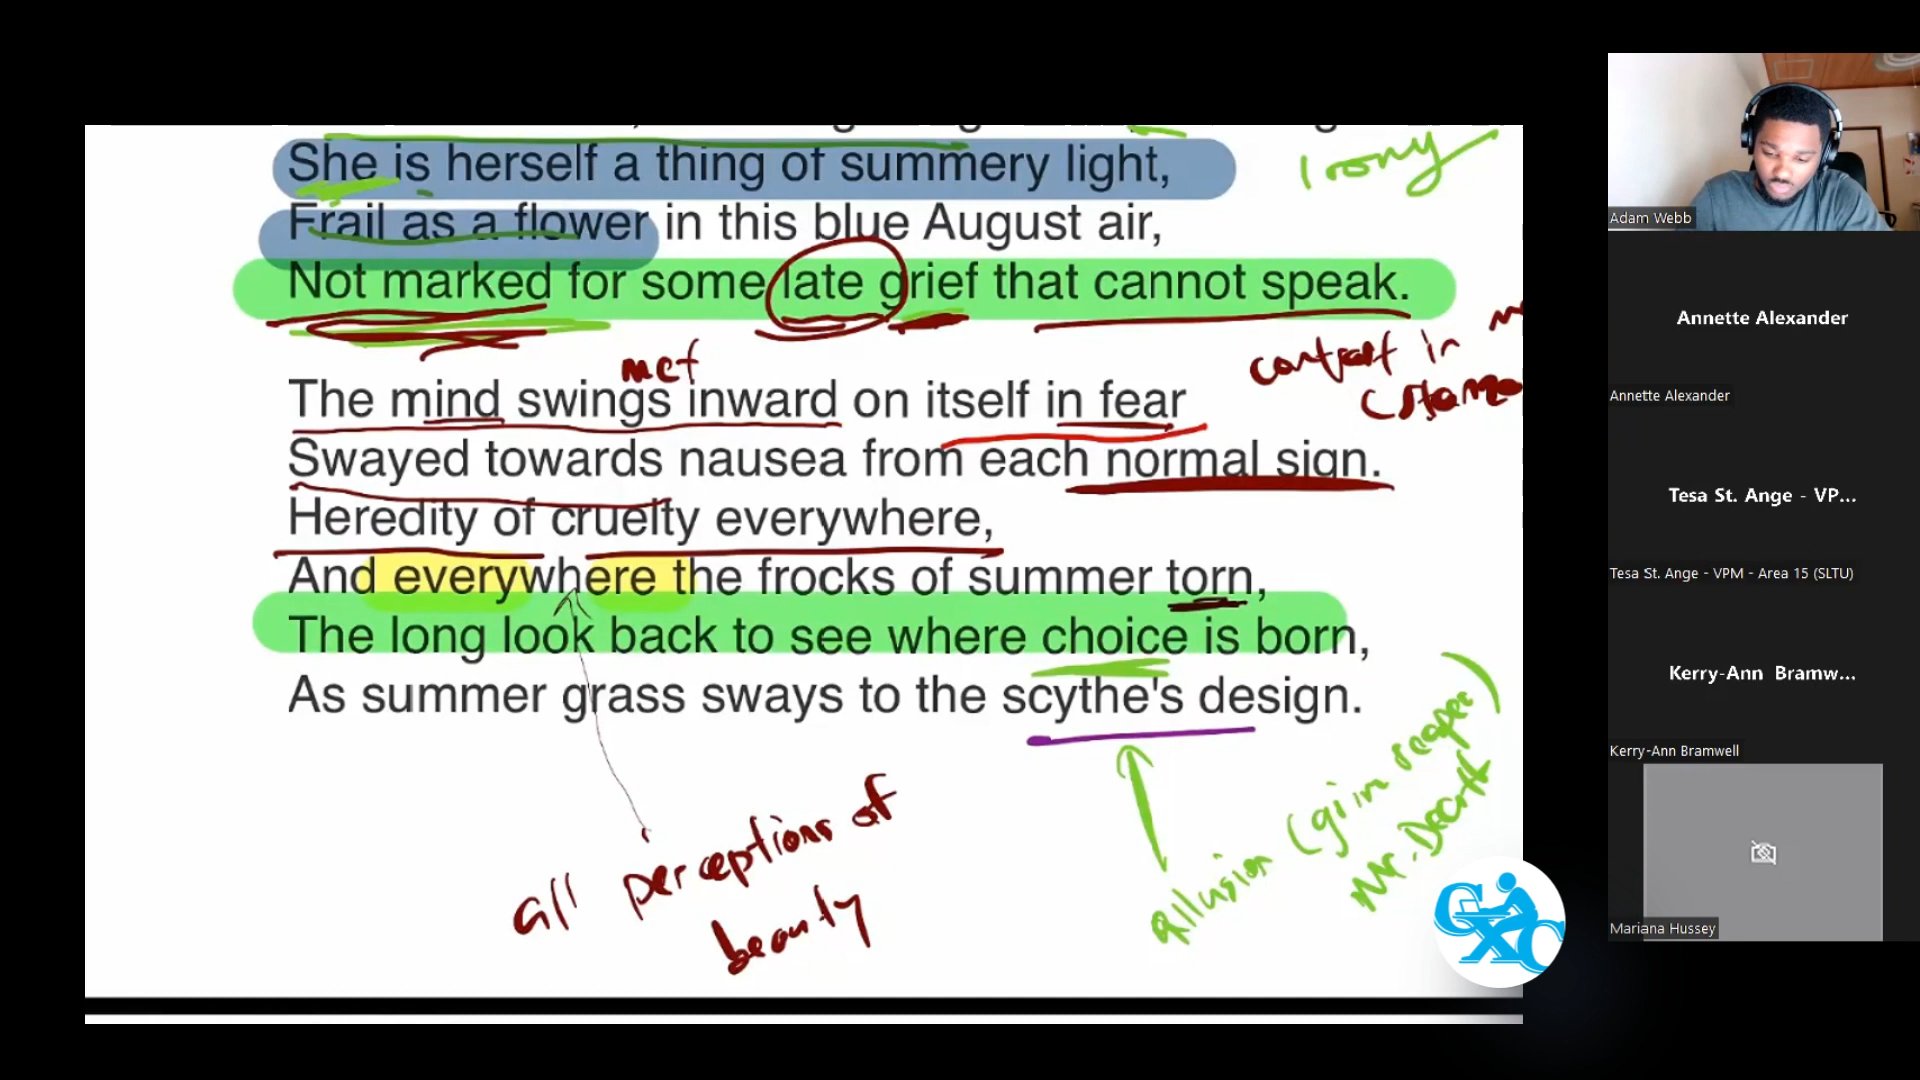 Irony
She is herself a thing of summery light,
Frail as a flower in this blue August air,
Not marked for some late grief that cannot speak.
met
contrast in
(stanza
The mind swings inward on itself in fear
Swayed towards nausea from each normal sign.
Heredity of cruelty everywhere,
And everywhere the frocks of summer torn,
The long look back to see where choice is born,
As summer grass sways to the scythe's design.
all perceptions of
beauty
allusion (grim reaper)
Mr. Death
CXC
Adam Webb
Annette Alexander
Annette Alexander
Tesa St. Ange - VP...
Tesa St. Ange - VPM - Area 15 (SLTU)
Kerry-Ann Bramw...
Kerry-Ann Bramwell
Mariana Hussey